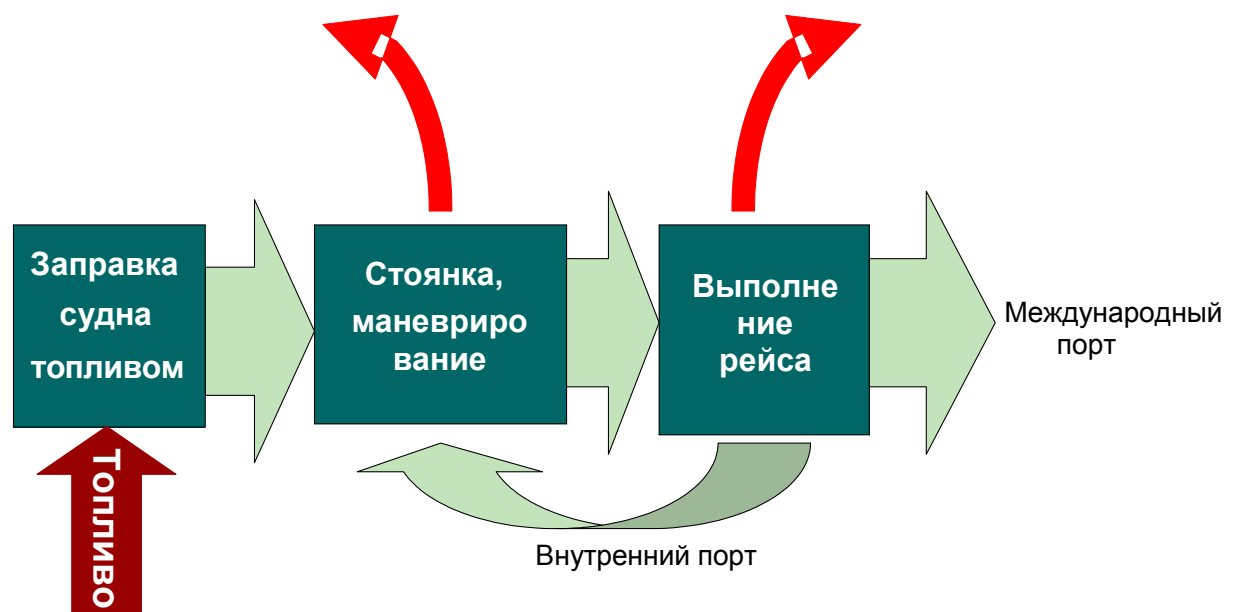 Заправка
судна
топливом
Стоянка,
маневриро
вание
Выполне
ние
рейса
Международный
порт
Топливо
Внутренний порт